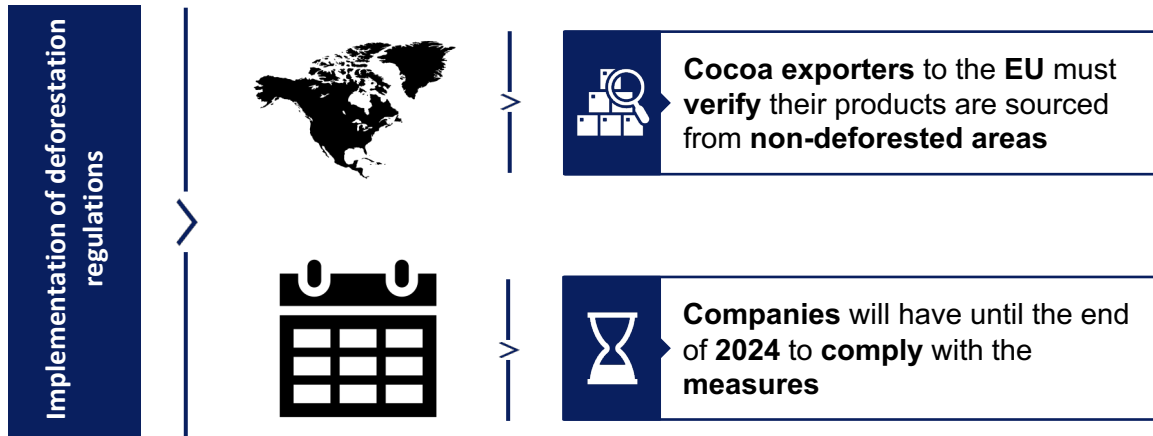 Implementation of deforestation
regulations
Cocoa exporters to the EU must
verify their products are sourced
from non-deforested areas
Companies will have until the end
of 2024 to comply with the
measures